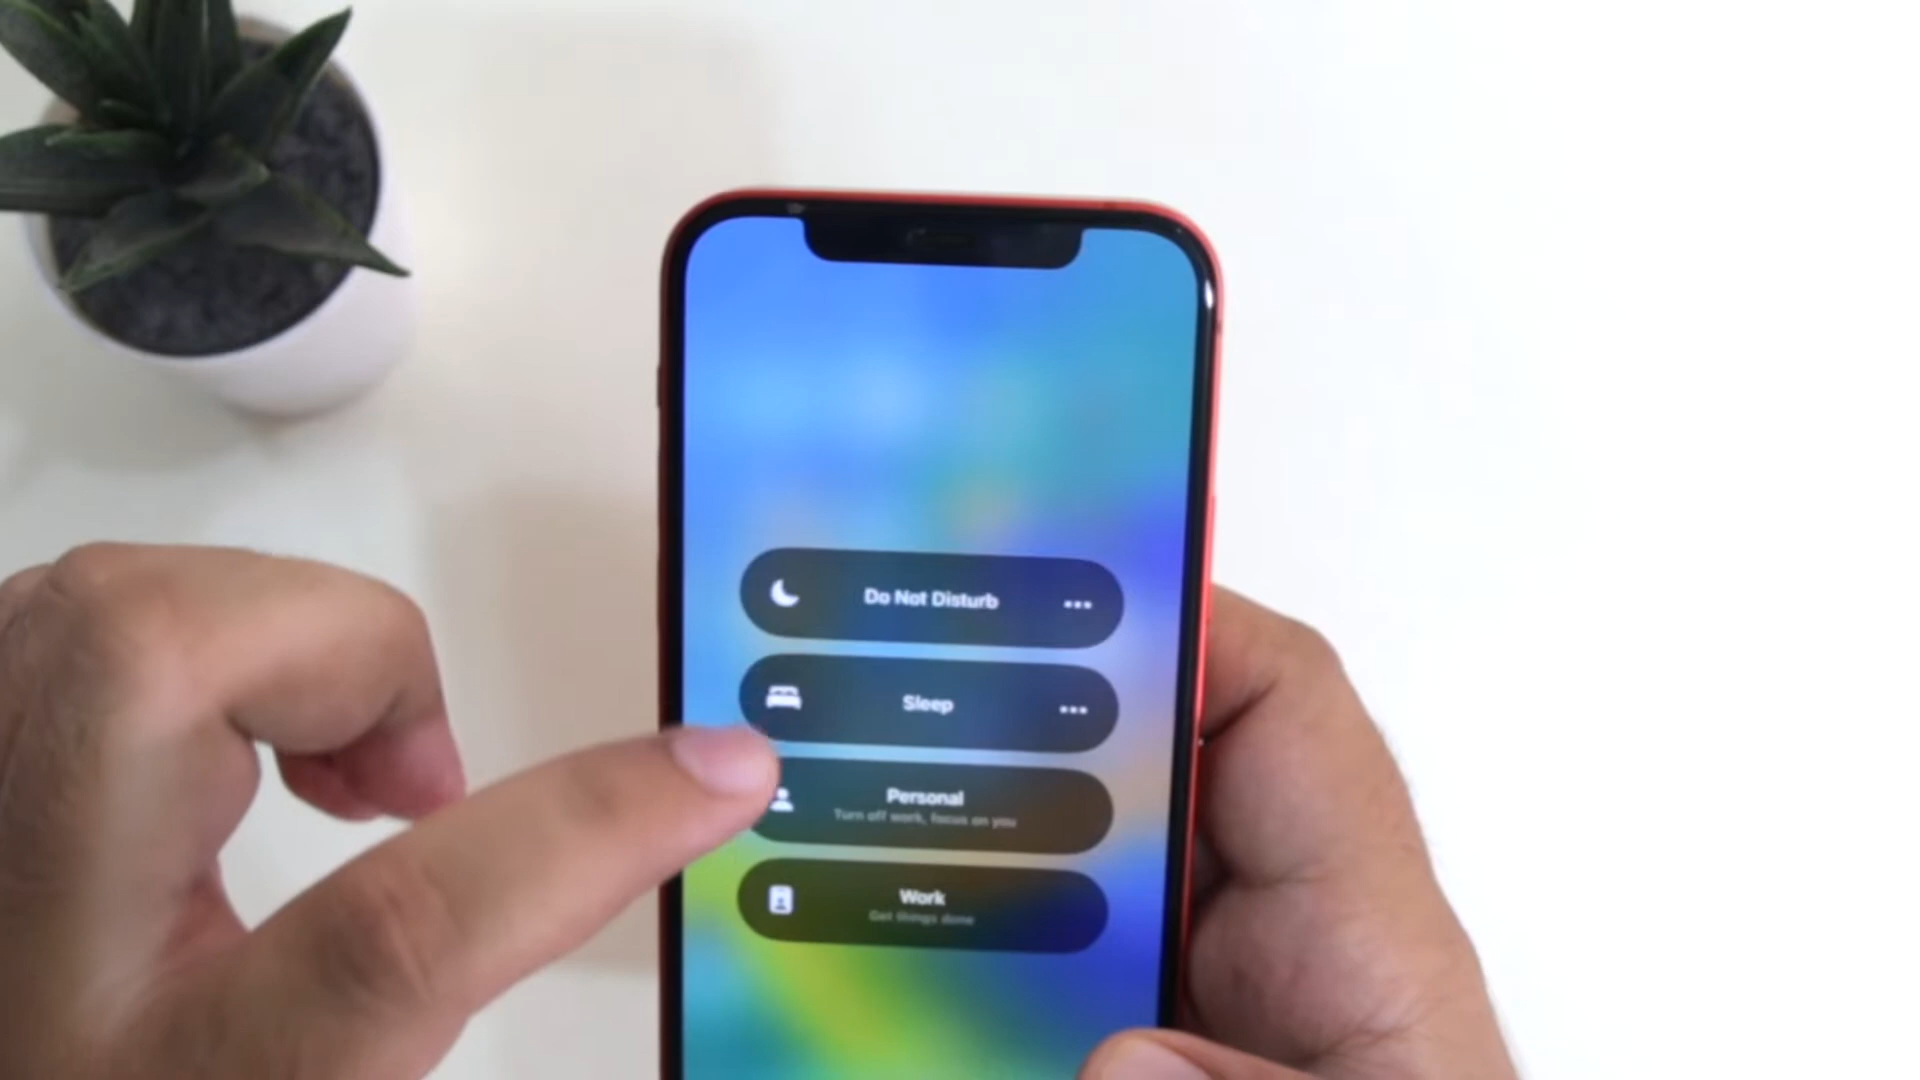 Do Not Disturb
Sleep
Personal
Turn off work, focus on you
Work
Get things done